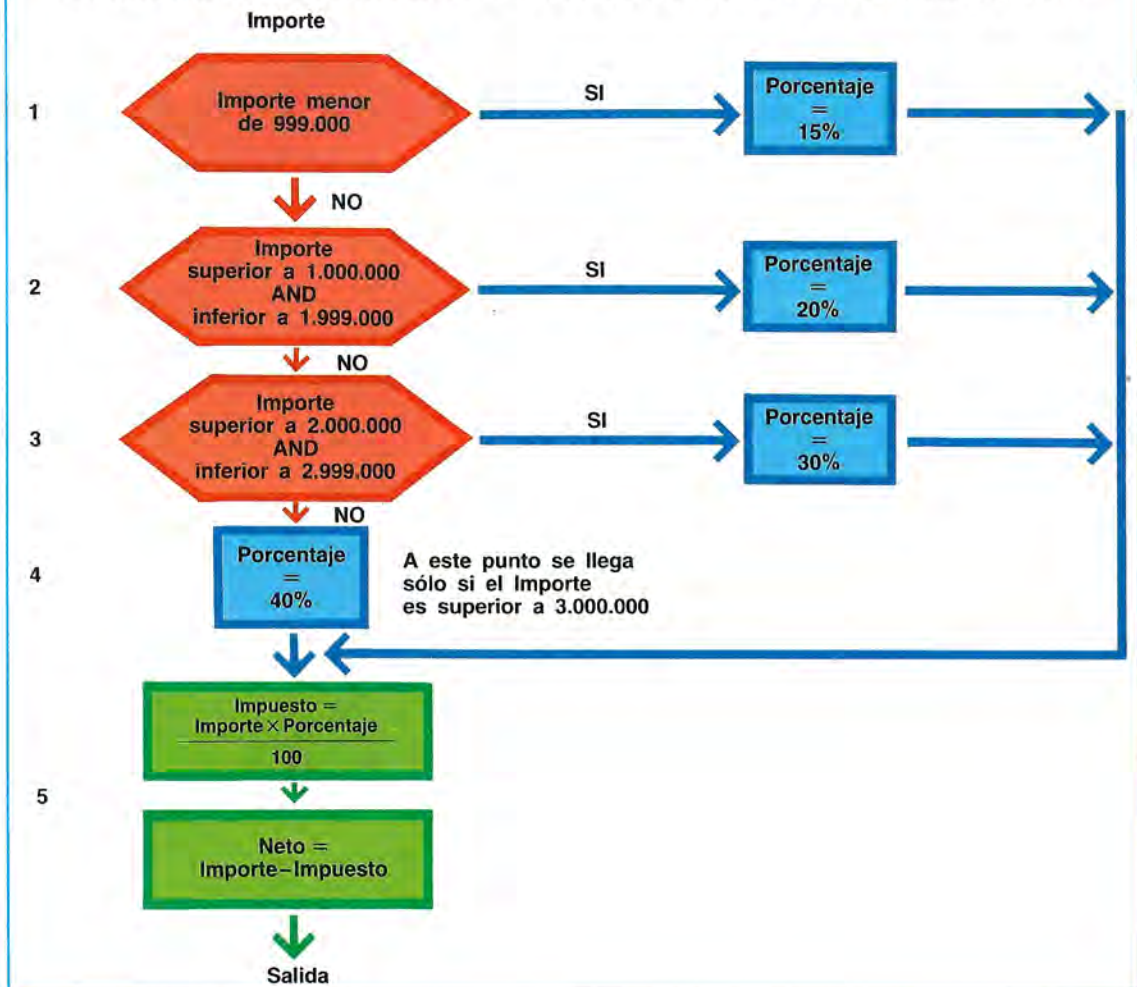 Importe
1
Importe menor
de 999.000
SI
Porcentaje
=
15%
NO
2
Importe
superior a 1.000.000
AND
inferior a 1.999.000
SI
Porcentaje
=
20%
NO
3
Importe
superior a 2.000.000
AND
inferior a 2.999.000
SI
Porcentaje
=
30%
NO
4
Porcentaje
=
40%
A este punto se llega
sólo si el Importe
es superior a 3.000.000
Impuesto =
Importe × Porcentaje
100
5
Neto =
Importe–Impuesto
Salida